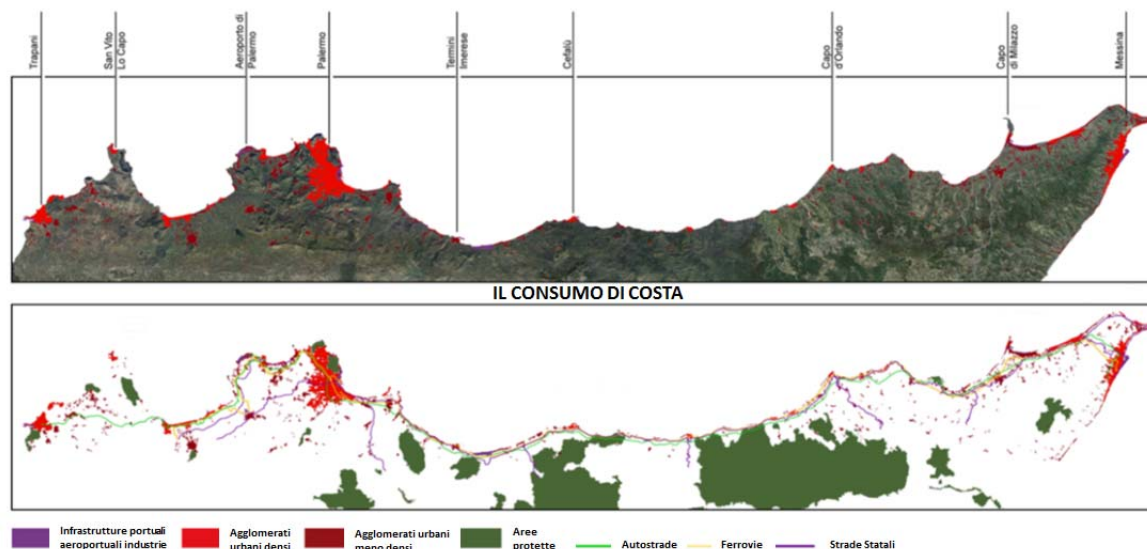 Trapani
San Vito
Lo Capo
Aeroporto di
Palermo
Palermo
Termini
Imerese
Cefalù
Capo
d'Orlando
Capo
di Milazzo
Messina
IL CONSUMO DI COSTA
Infrastrutture portuali
aeroportuali industrie
Agglomerati
urbani densi
Agglomerati urbani
meno densi
Aree
protette
Autostrade
Ferrovie
Strade Statali